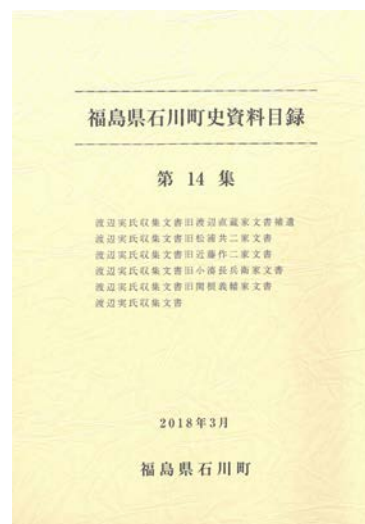 福島県石川町史資料目録
第 14 集
渡辺実氏収集文書旧渡辺直蔵家文書補遺
渡辺実氏収集文書旧松浦共二家文書
渡辺実氏収集文書旧近藤作二家文書
渡辺実氏収集文書旧小湊長兵衛家文書
渡辺実氏収集文書旧関根義輔家文書
渡辺実氏収集文書
2018年3月
福島県石川町